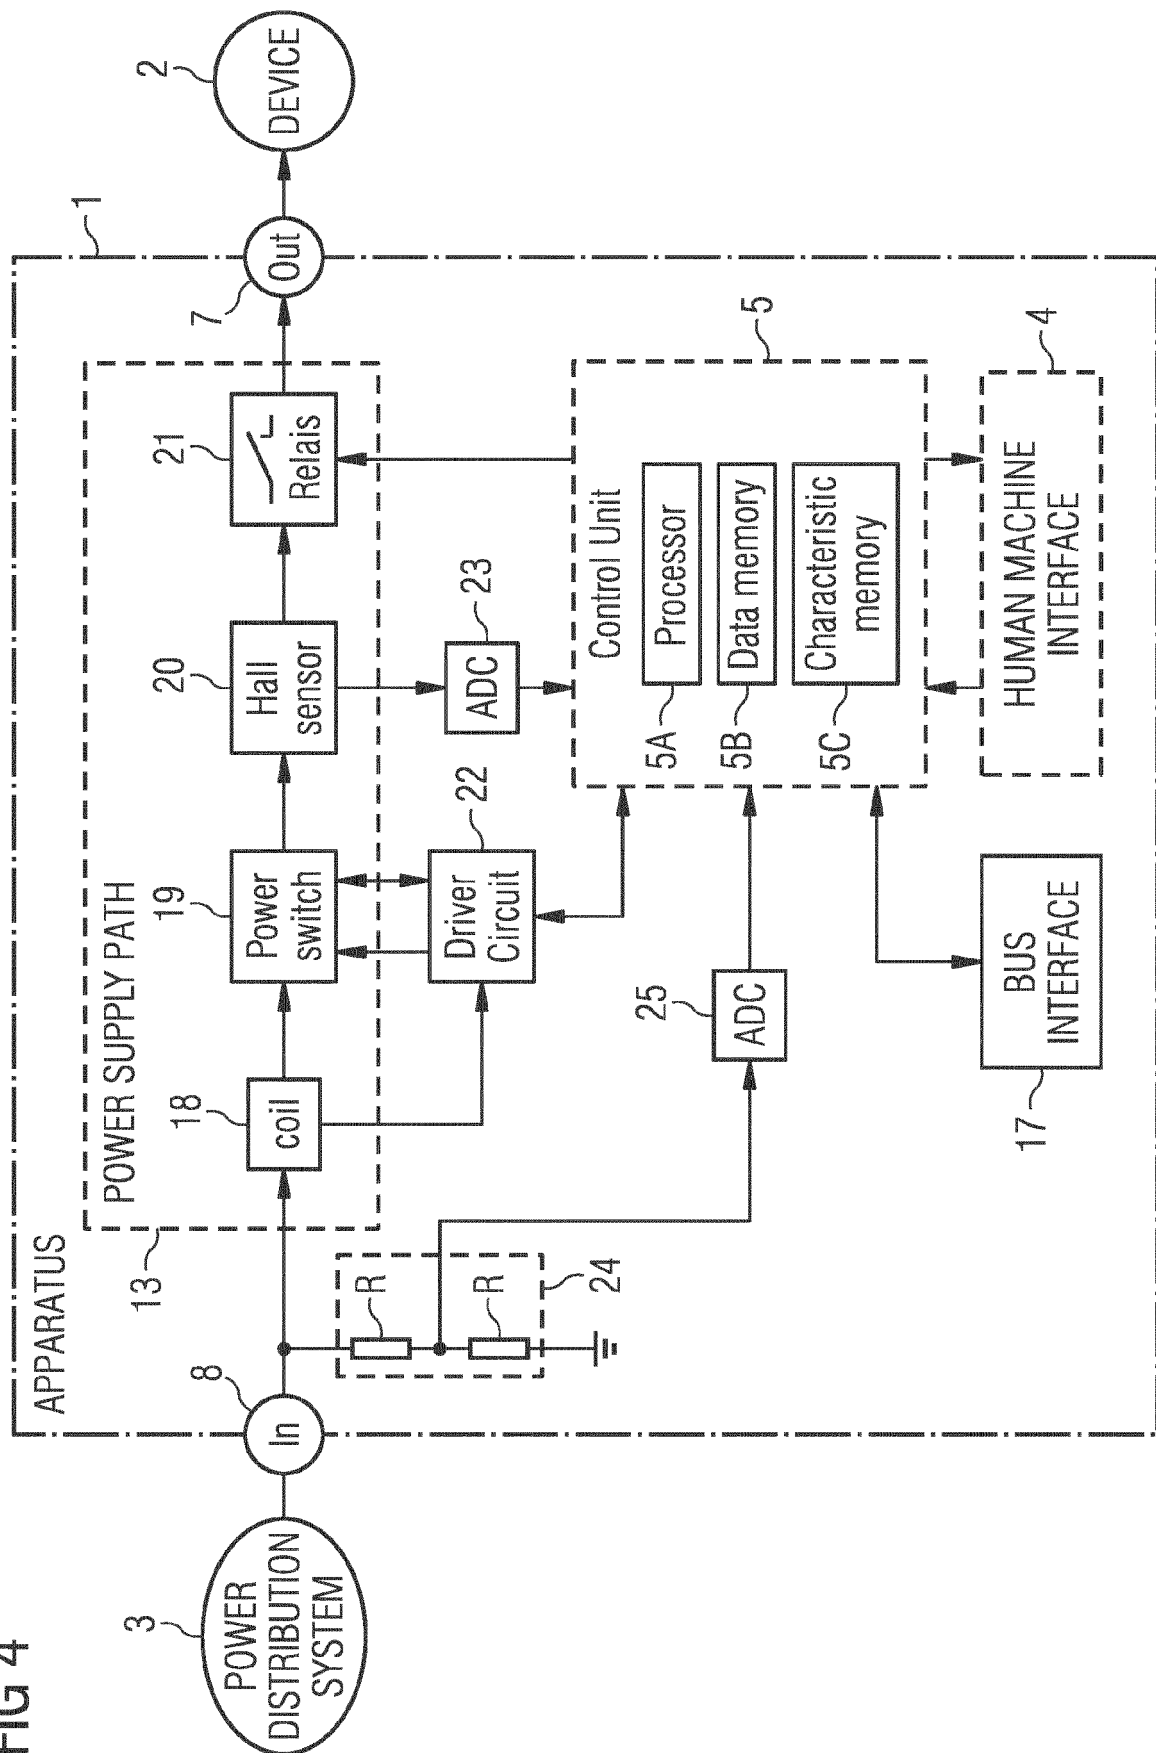 FIG 4
APPARATUS
1
POWER SUPPLY PATH
13
3
POWER
DISTRIBUTION
SYSTEM
8
In
18
coil
19
Power
switch
20
Hall
sensor
21
Relais
7
Out
2
DEVICE
R
R
24
22
Driver
Circuit
23
ADC
25
ADC
5
Control Unit
5A
Processor
5B
Data memory
5C
Characteristic
memory
17
BUS
INTERFACE
4
HUMAN MACHINE
INTERFACE